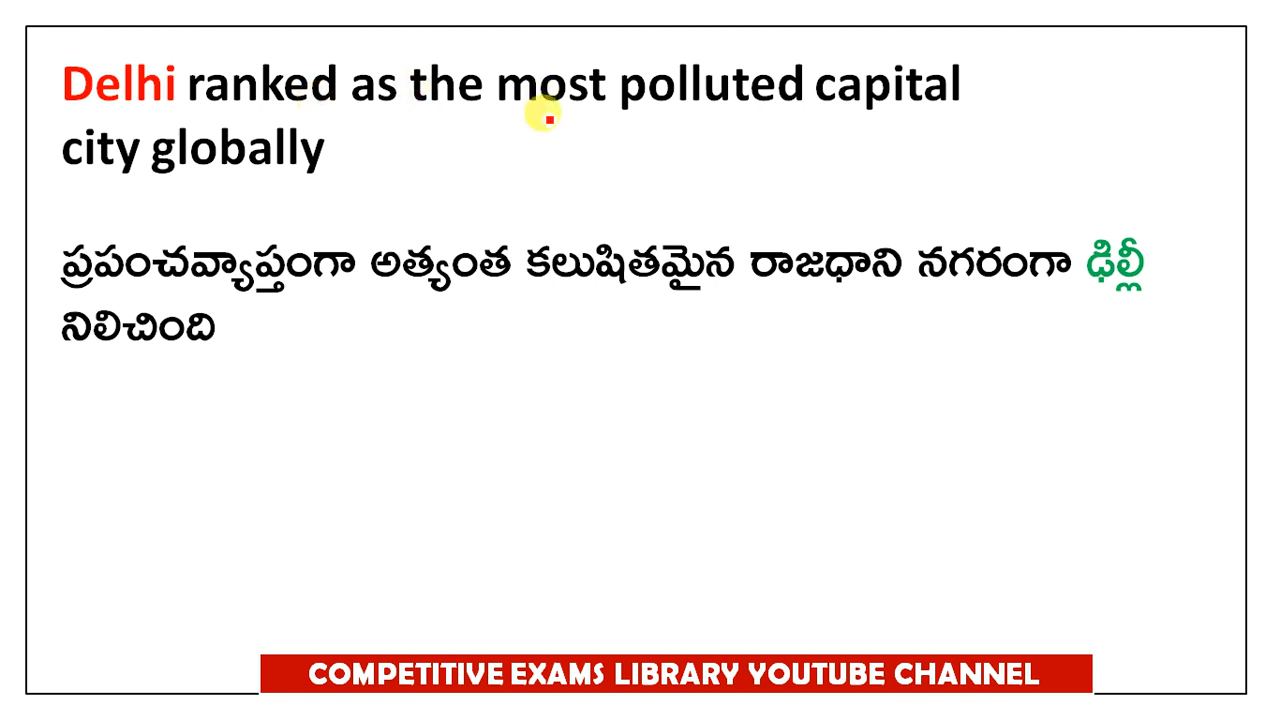 Delhi ranked as the most polluted capital
city globally
ప్రపంచవ్యాప్తంగా అత్యంత కలుషితమైన రాజధాని నగరంగా ఢిల్లీ
నిలిచింది
COMPETITIVE EXAMS LIBRARY YOUTUBE CHANNEL